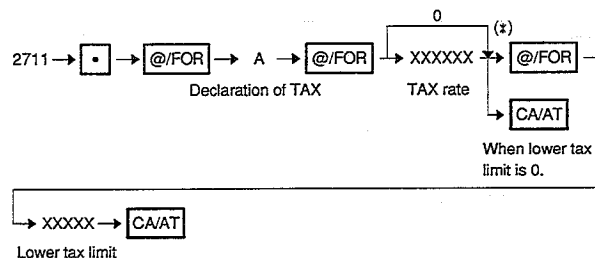 0 (*)
2711 • @/FOR A @/FOR XXXXXX @/FOR
Declaration of TAX TAX rate
CA/AT
When lower tax
limit is 0.
XXXXX CA/AT
Lower tax limit